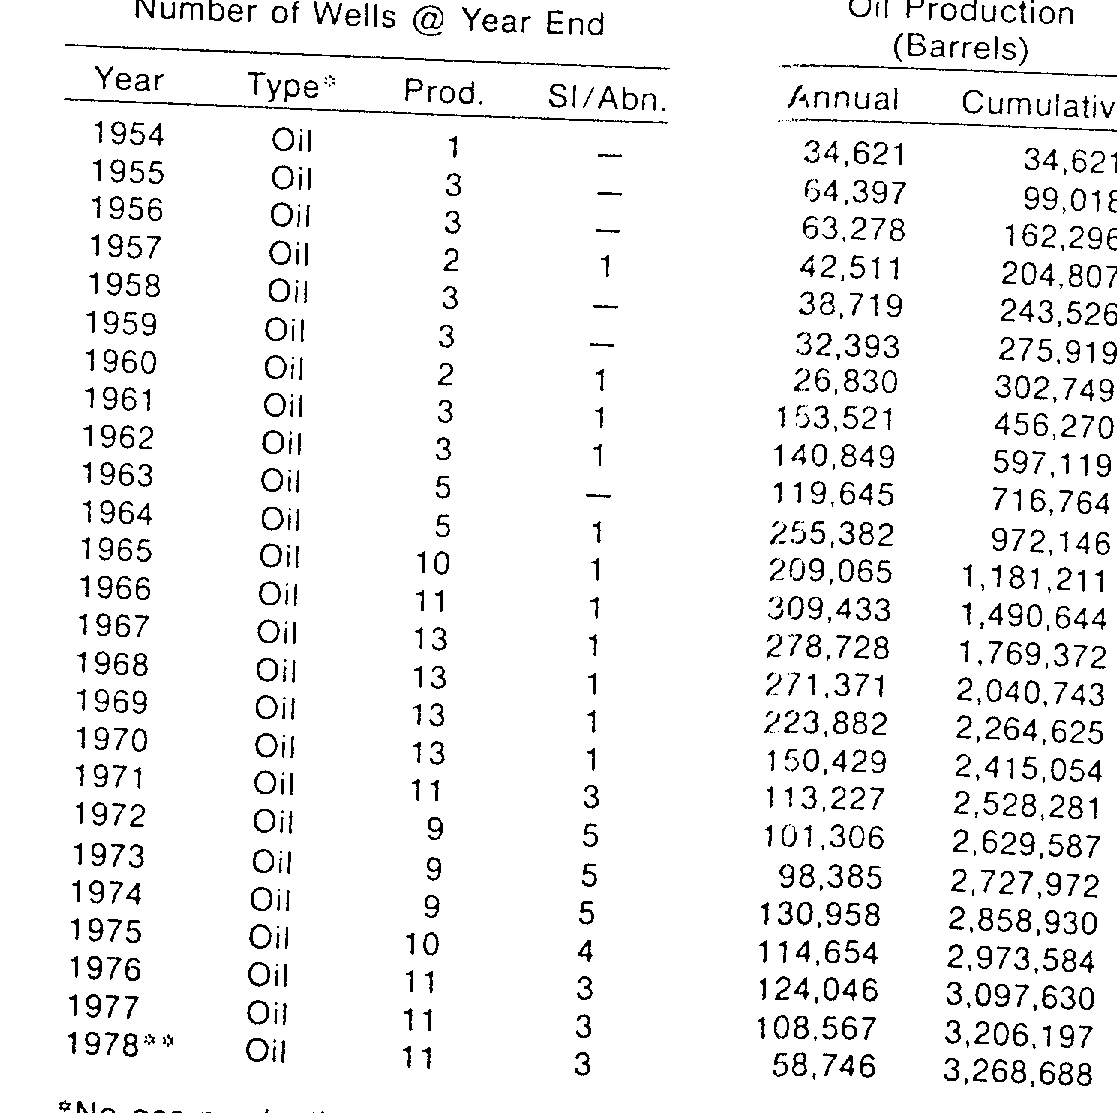 Number of Wells @ Year End Oil Production
(Barrels)
Year Type* Prod. SI/Abn. Annual Cumulativ
1954 Oil 1 — 34,621 34,621
1955 Oil 3 — 64,397 99,018
1956 Oil 3 — 63,278 162,296
1957 Oil 2 1 42,511 204,807
1958 Oil 3 — 38,719 243,526
1959 Oil 3 — 32,393 275,919
1960 Oil 2 1 26,830 302,749
1961 Oil 3 1 153,521 456,270
1962 Oil 3 1 140,849 597,119
1963 Oil 5 — 119,645 716,764
1964 Oil 5 1 255,382 972,146
1965 Oil 10 1 209,065 1,181,211
1966 Oil 11 1 309,433 1,490,644
1967 Oil 13 1 278,728 1,769,372
1968 Oil 13 1 271,371 2,040,743
1969 Oil 13 1 223,882 2,264,625
1970 Oil 13 1 150,429 2,415,054
1971 Oil 11 3 113,227 2,528,281
1972 Oil 9 5 101,306 2,629,587
1973 Oil 9 5 98,385 2,727,972
1974 Oil 9 5 130,958 2,858,930
1975 Oil 10 4 114,654 2,973,584
1976 Oil 11 3 124,046 3,097,630
1977 Oil 11 3 108,567 3,206,197
1978** Oil 11 3 58,746 3,268,688
*No